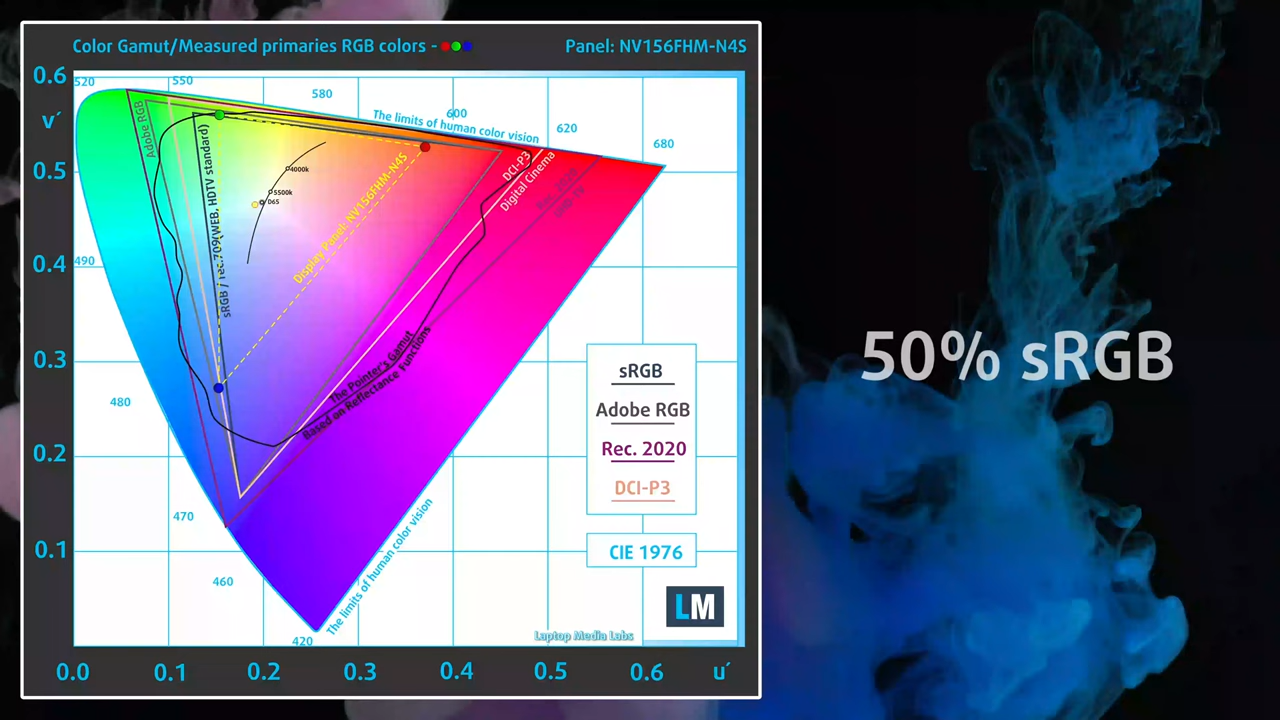 Color Gamut/Measured primaries RGB colors -
Panel: NV156FHM-N4S
0.6
v´
0.5
0.4
0.3
0.2
0.1
0.0
0.1
0.2
0.3
0.4
0.5
0.6
u´
520
550
580
600
620
680
490
480
470
460
420
The limits of human color vision
The limits of human color vision
Adobe RGB
sRGB / rec.709(WEB, HDTV standard)
Display Panel: NV156FHM-N4S
4000k
5500k
D65
DCI-P3
Digital Cinema
Rec. 2020
UHD-TV
The Pointer's Gamut
Based on Reflectance Functions
sRGB
Adobe RGB
Rec. 2020
DCI-P3
CIE 1976
LM
Laptop Media Labs
50% sRGB